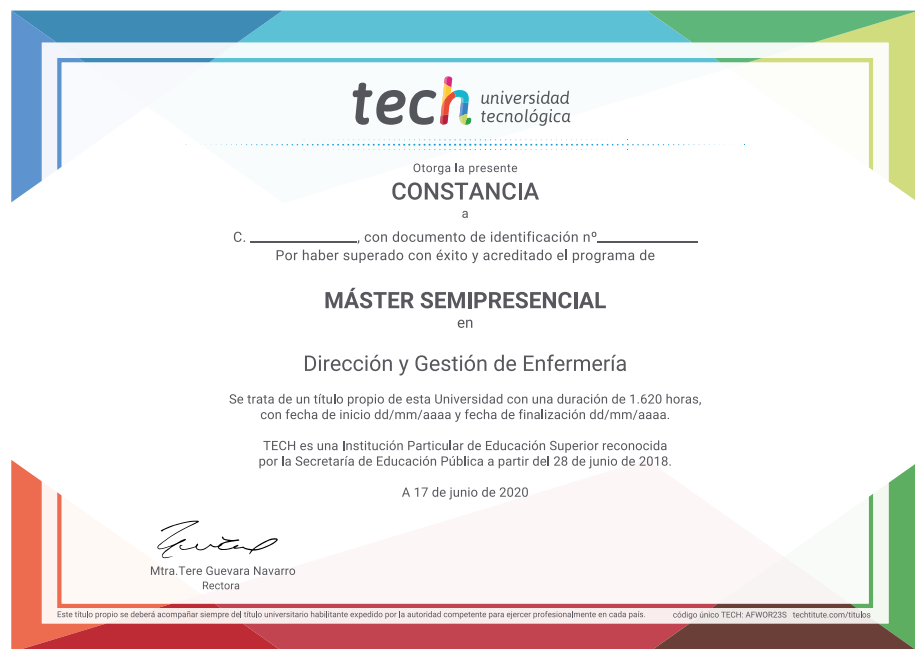 tech universidad
tecnológica
Otorga la presente
CONSTANCIA
a
C. ____________, con documento de identificación nº____________
Por haber superado con éxito y acreditado el programa de
MÁSTER SEMIPRESENCIAL
en
Dirección y Gestión de Enfermería
Se trata de un título propio de esta Universidad con una duración de 1.620 horas,
con fecha de inicio dd/mm/aaaa y fecha de finalización dd/mm/aaaa.
TECH es una Institución Particular de Educación Superior reconocida
por la Secretaría de Educación Pública a partir del 28 de junio de 2018.
A 17 de junio de 2020
Mtra.Tere Guevara Navarro
Rectora
Este título propio se deberá acompañar siempre del título universitario habilitante expedido por la autoridad competente para ejercer profesionalmente en cada país. código único TECH: AFWOR23S techtitute.com/titulos